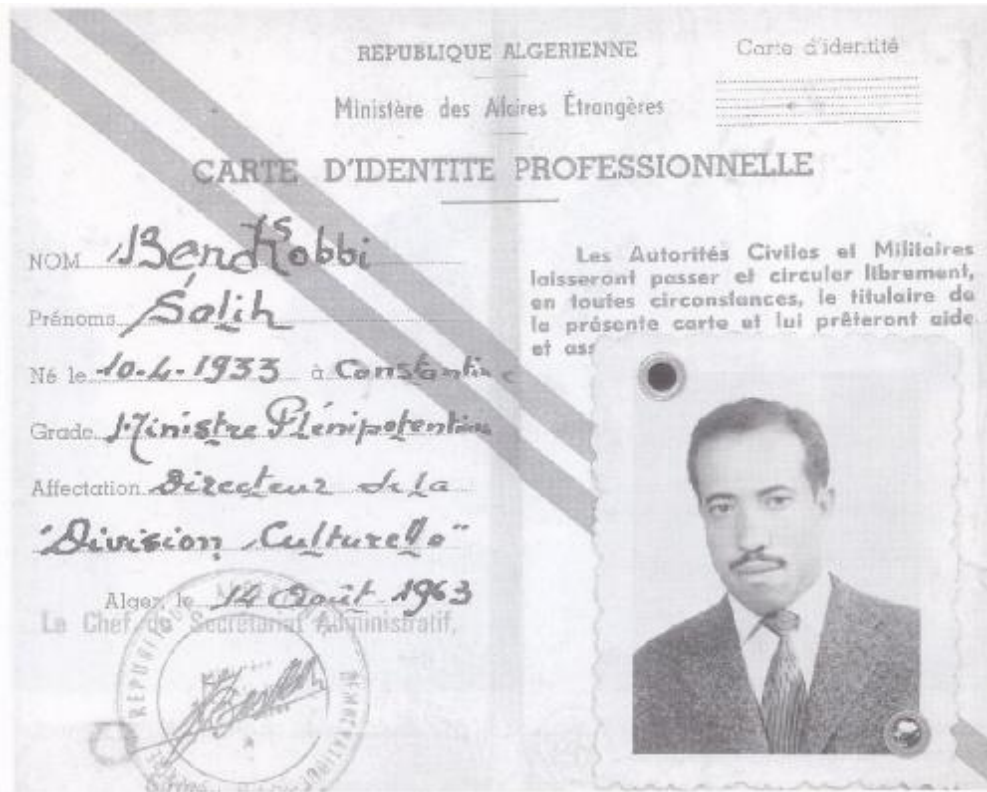 REPUBLIQUE ALGERIENNE
Carte d'identité
Ministère des Afaires Étrangères
CARTE D'IDENTITE PROFESSIONNELLE
NOM BendKobbi
Prénoms Salih
Né le 10.4.1933 à Constantine
Grade Ministre Plénipotentiaire
Affectation Directeur de la
"Division Culturelle"
Alger, le 14 Août 1963
Le Chef du Secrétariat Administratif,
Les Autorités Civiles et Militaires
laisseront passer et circuler librement,
en toutes circonstances, le titulaire de
la présente carte et lui prêteront aide
et ass